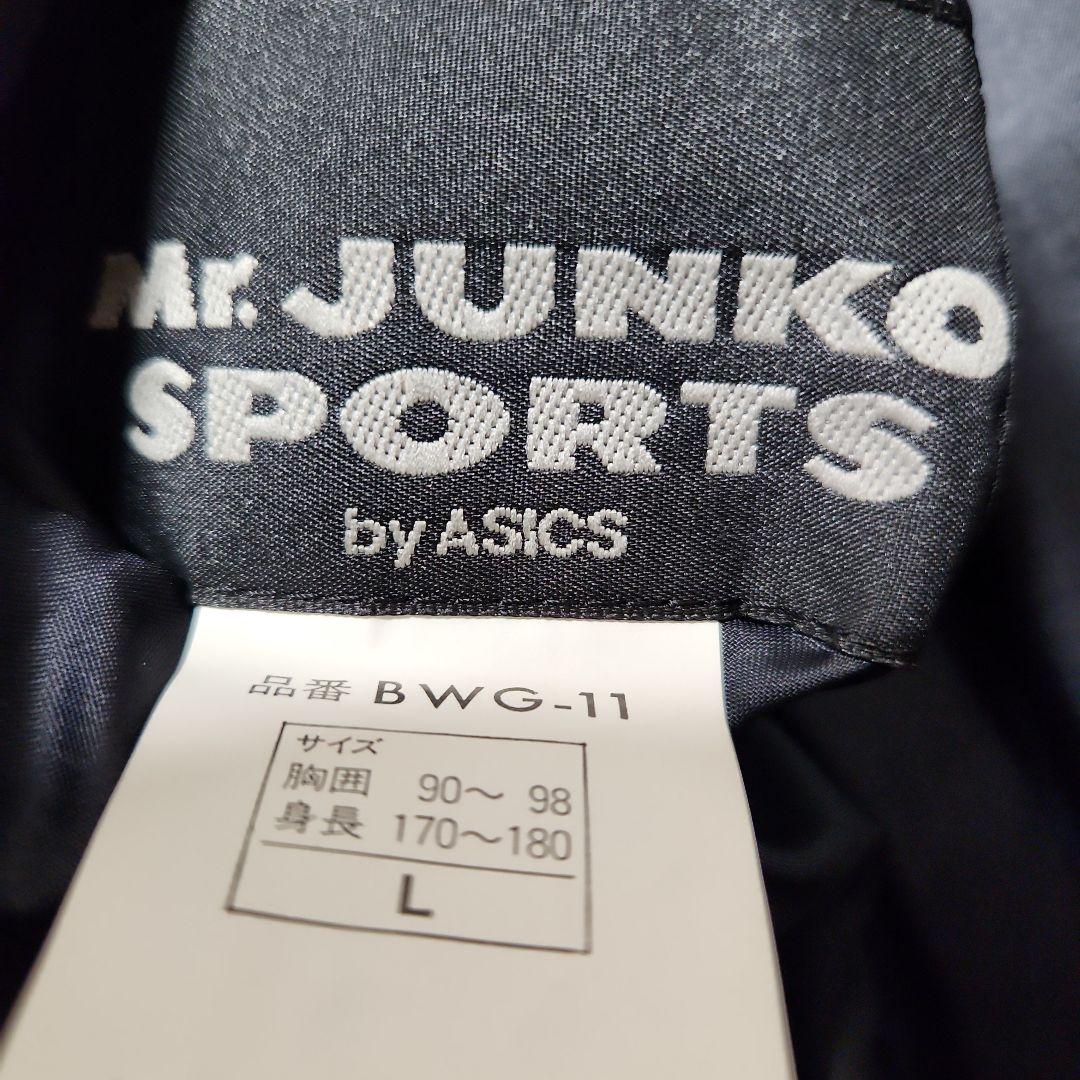 Mr. JUNKO
SPORTS
by ASICS
品番 BWG-11
サイズ
胸囲 90〜 98
身長 170〜180
L